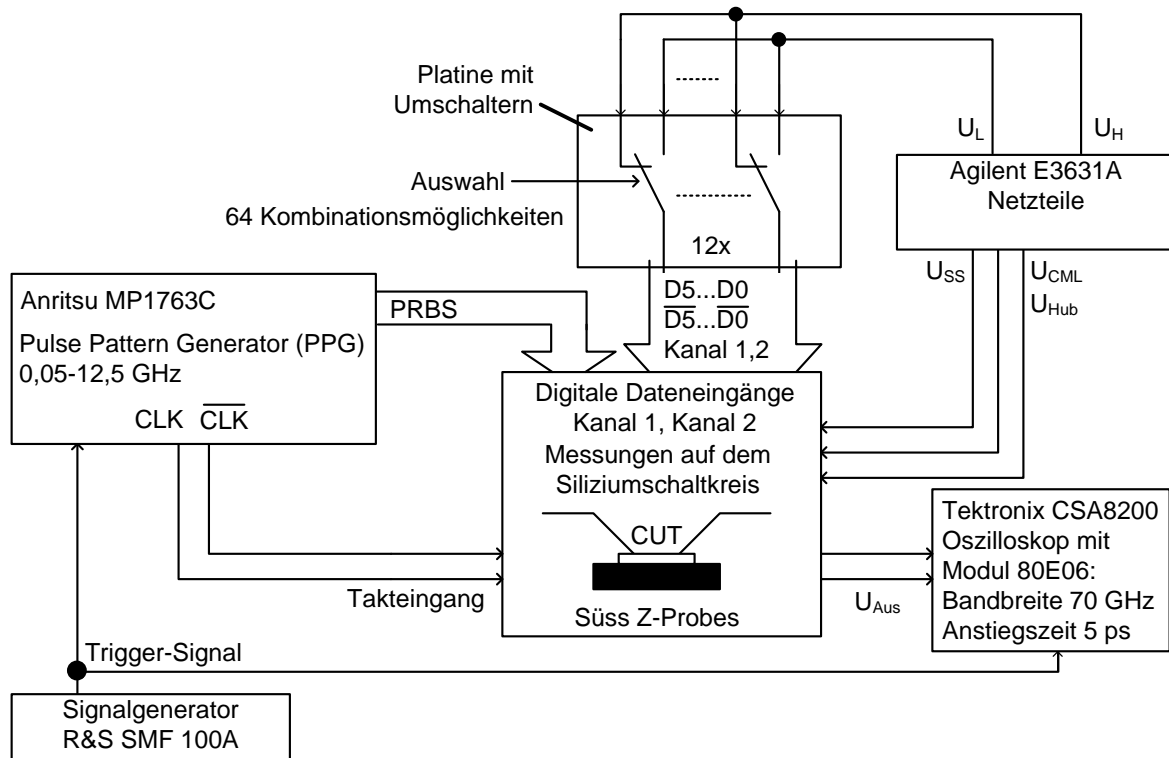 Platine mit
Umschaltern
U_L
U_H
Agilent E3631A
Netzteile
Auswahl
64 Kombinationsmöglichkeiten
12x
U_SS
U_CML
U_Hub
Anritsu MP1763C
Pulse Pattern Generator (PPG)
0,05-12,5 GHz
CLK C̅L̅K̅
PRBS
D5...D0
D̅5̅...D̅0̅
Kanal 1,2
Digitale Dateneingänge
Kanal 1, Kanal 2
Messungen auf dem
Siliziumschaltkreis
CUT
Süss Z-Probes
Takteingang
U_Aus
Tektronix CSA8200
Oszilloskop mit
Modul 80E06:
Bandbreite 70 GHz
Anstiegszeit 5 ps
Trigger-Signal
Signalgenerator
R&S SMF 100A